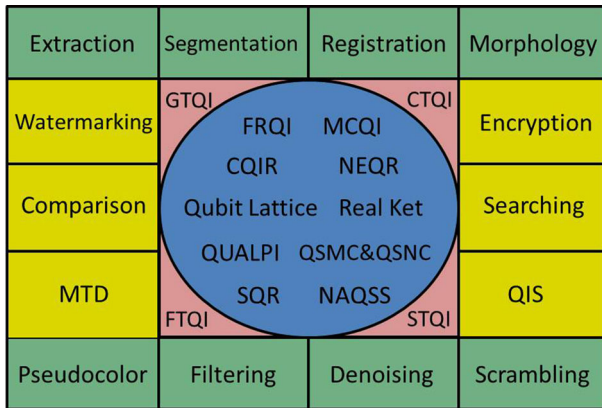 Extraction Segmentation Registration Morphology
GTQI CTQI
Watermarking FRQI MCQI Encryption
CQIR NEQR
Comparison Qubit Lattice Real Ket Searching
QUALPI QSMC&QSNC
MTD SQR NAQSS QIS
FTQI STQI
Pseudocolor Filtering Denoising Scrambling